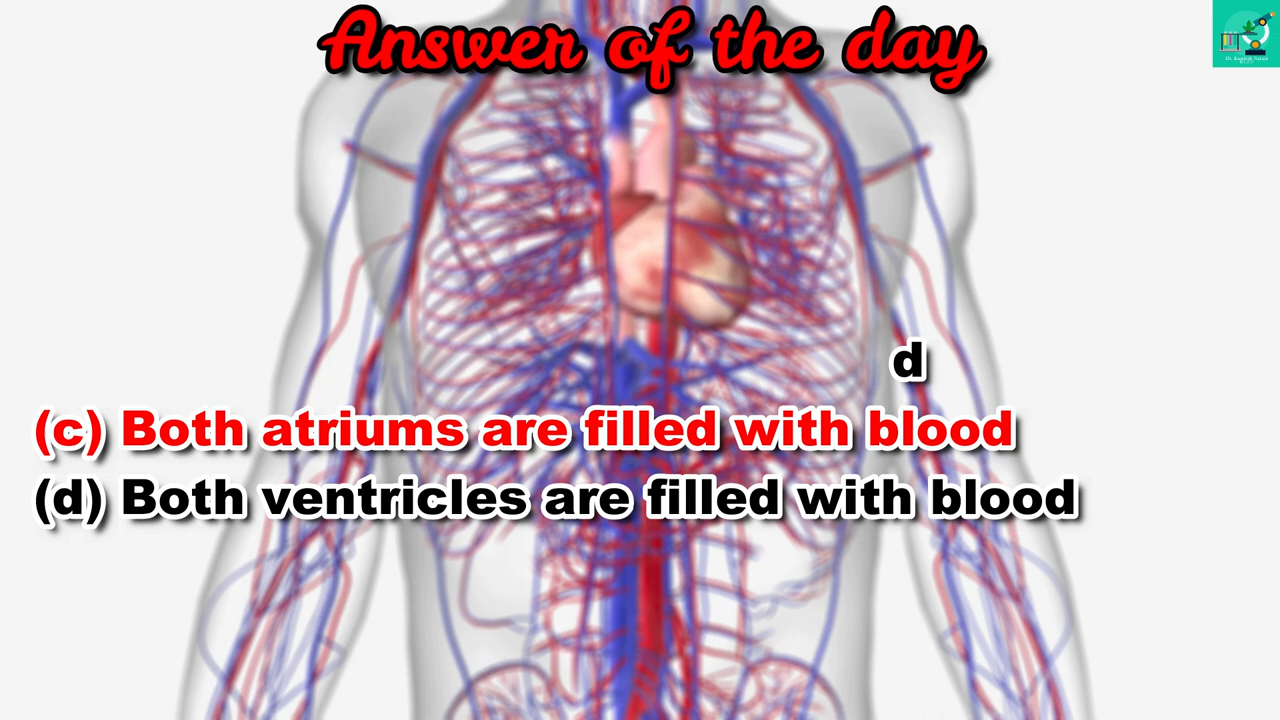 Answer of the day
d
(c) Both atriums are filled with blood
(d) Both ventricles are filled with blood